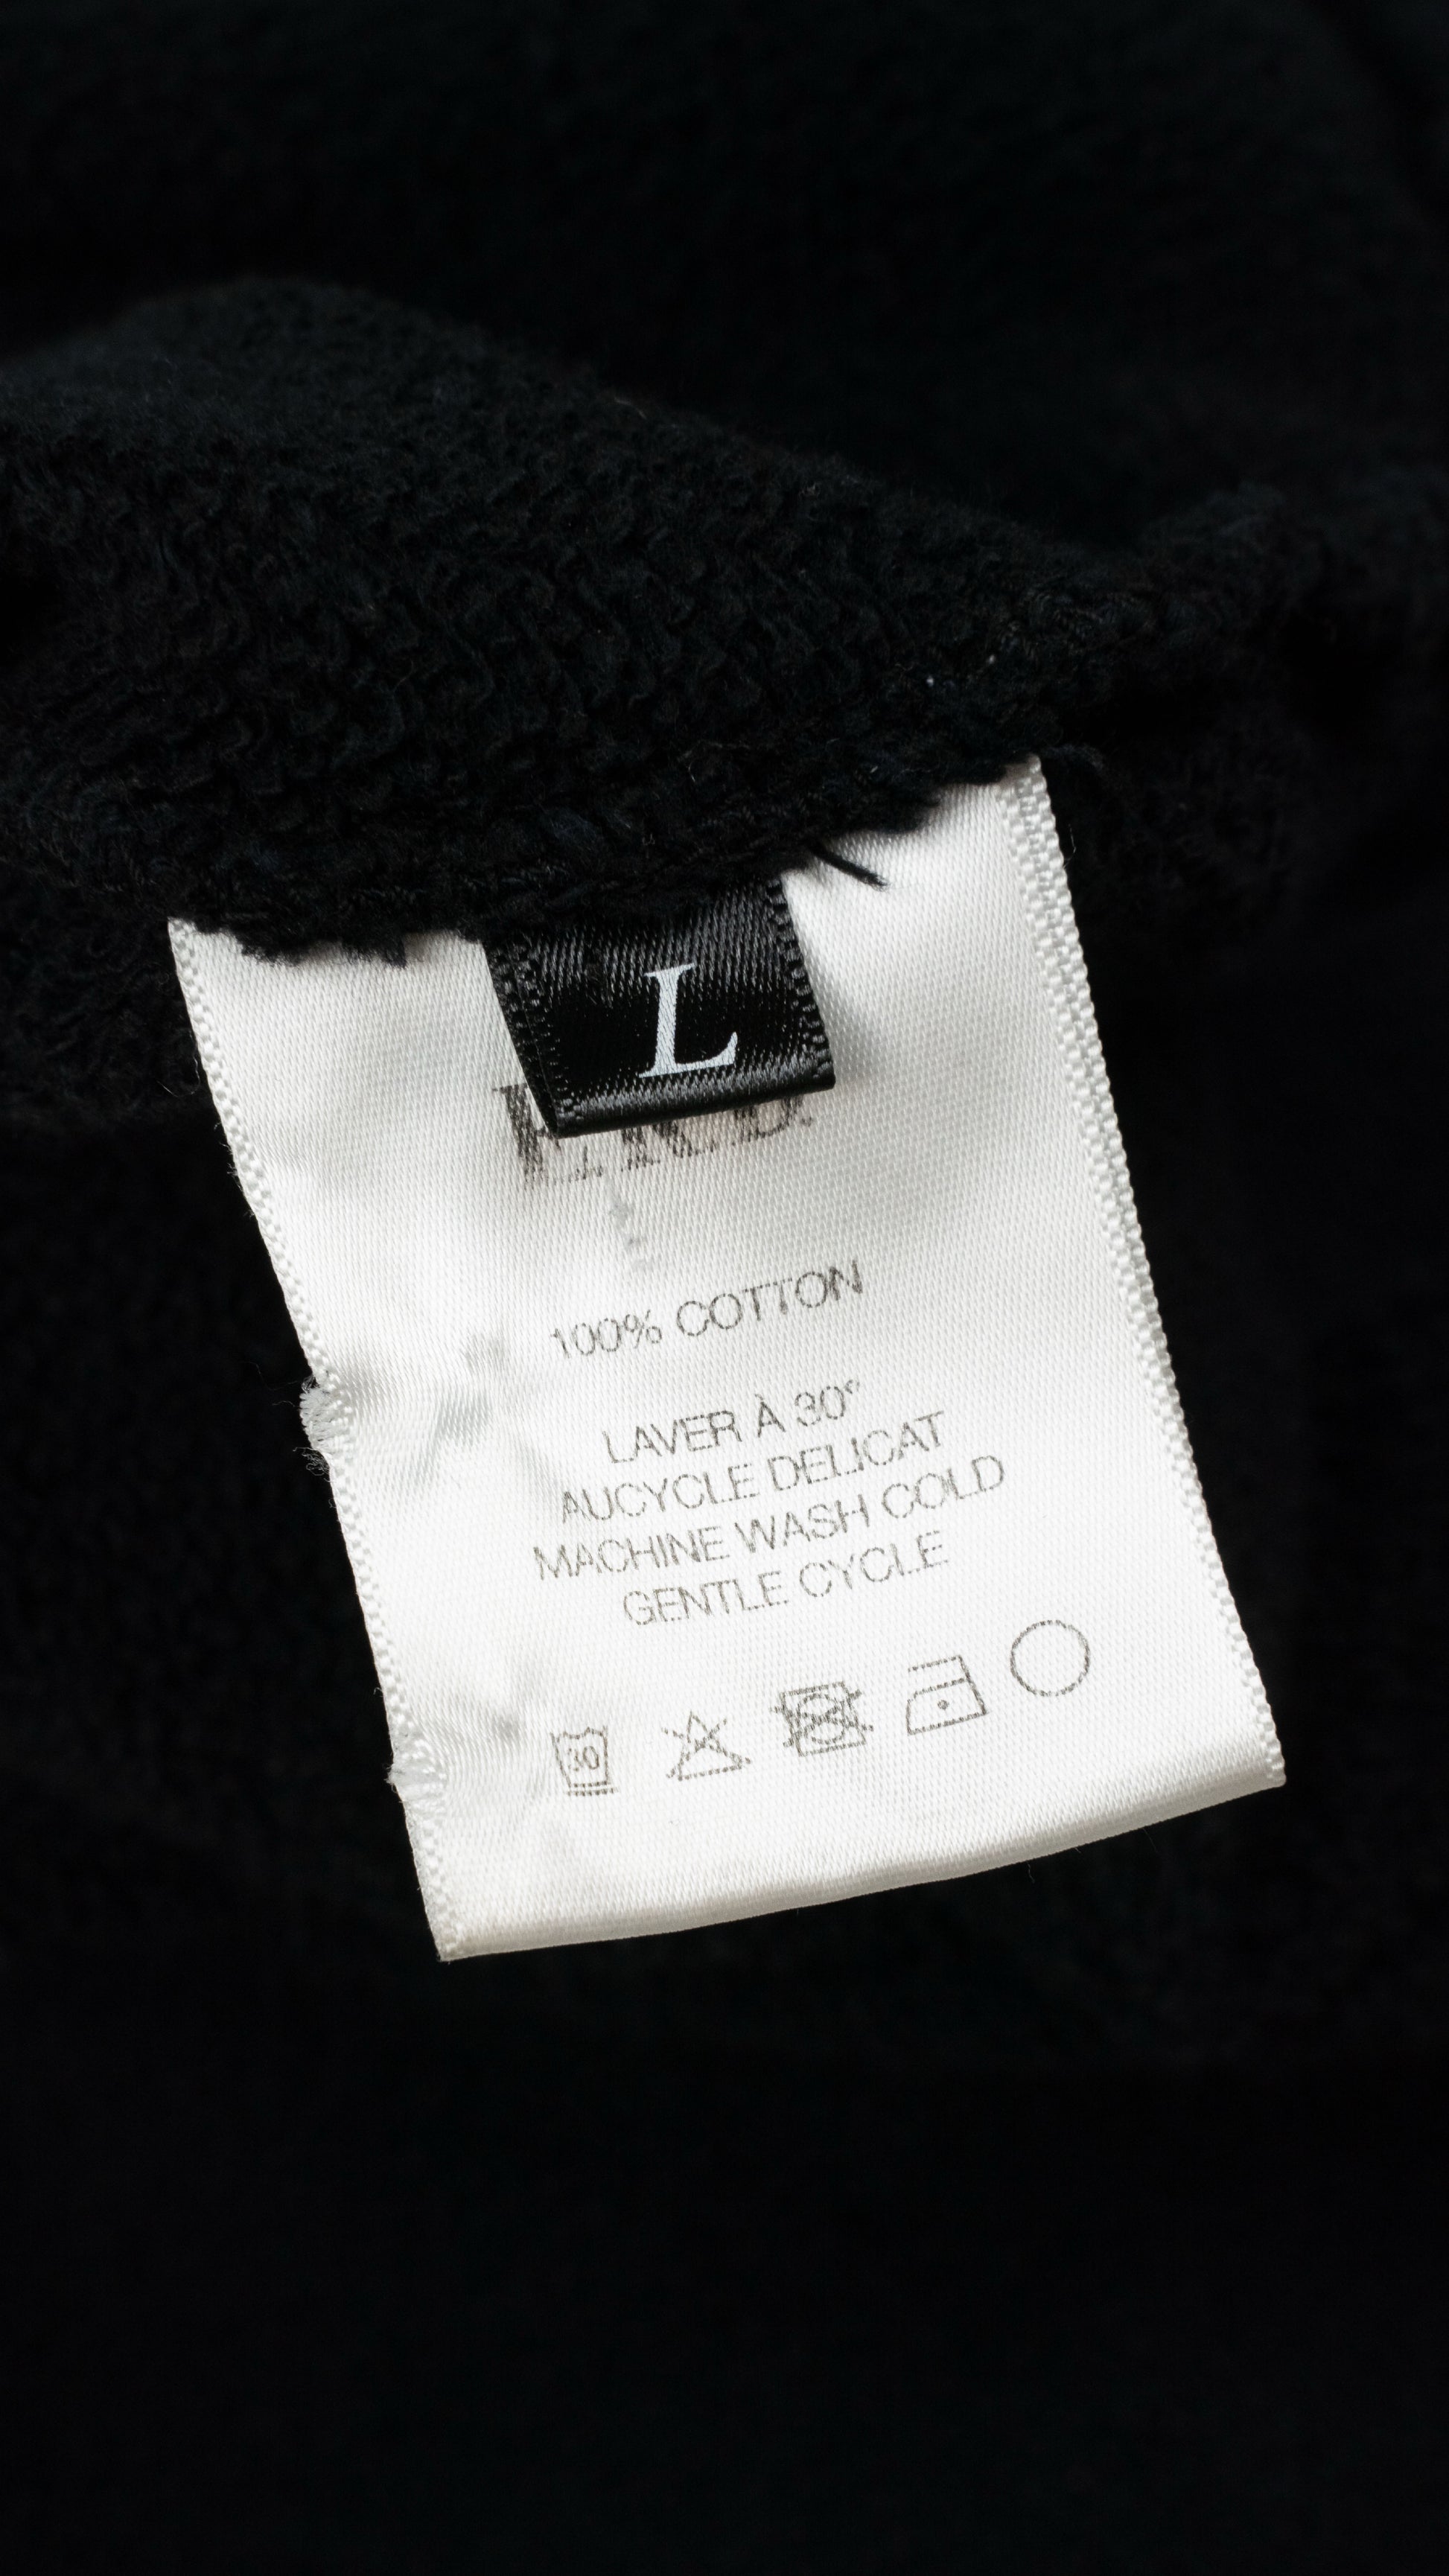 L
E.R.D.
100% COTTON
LAVER À 30°
AUCYCLE DELICAT
MACHINE WASH COLD
GENTLE CYCLE
30